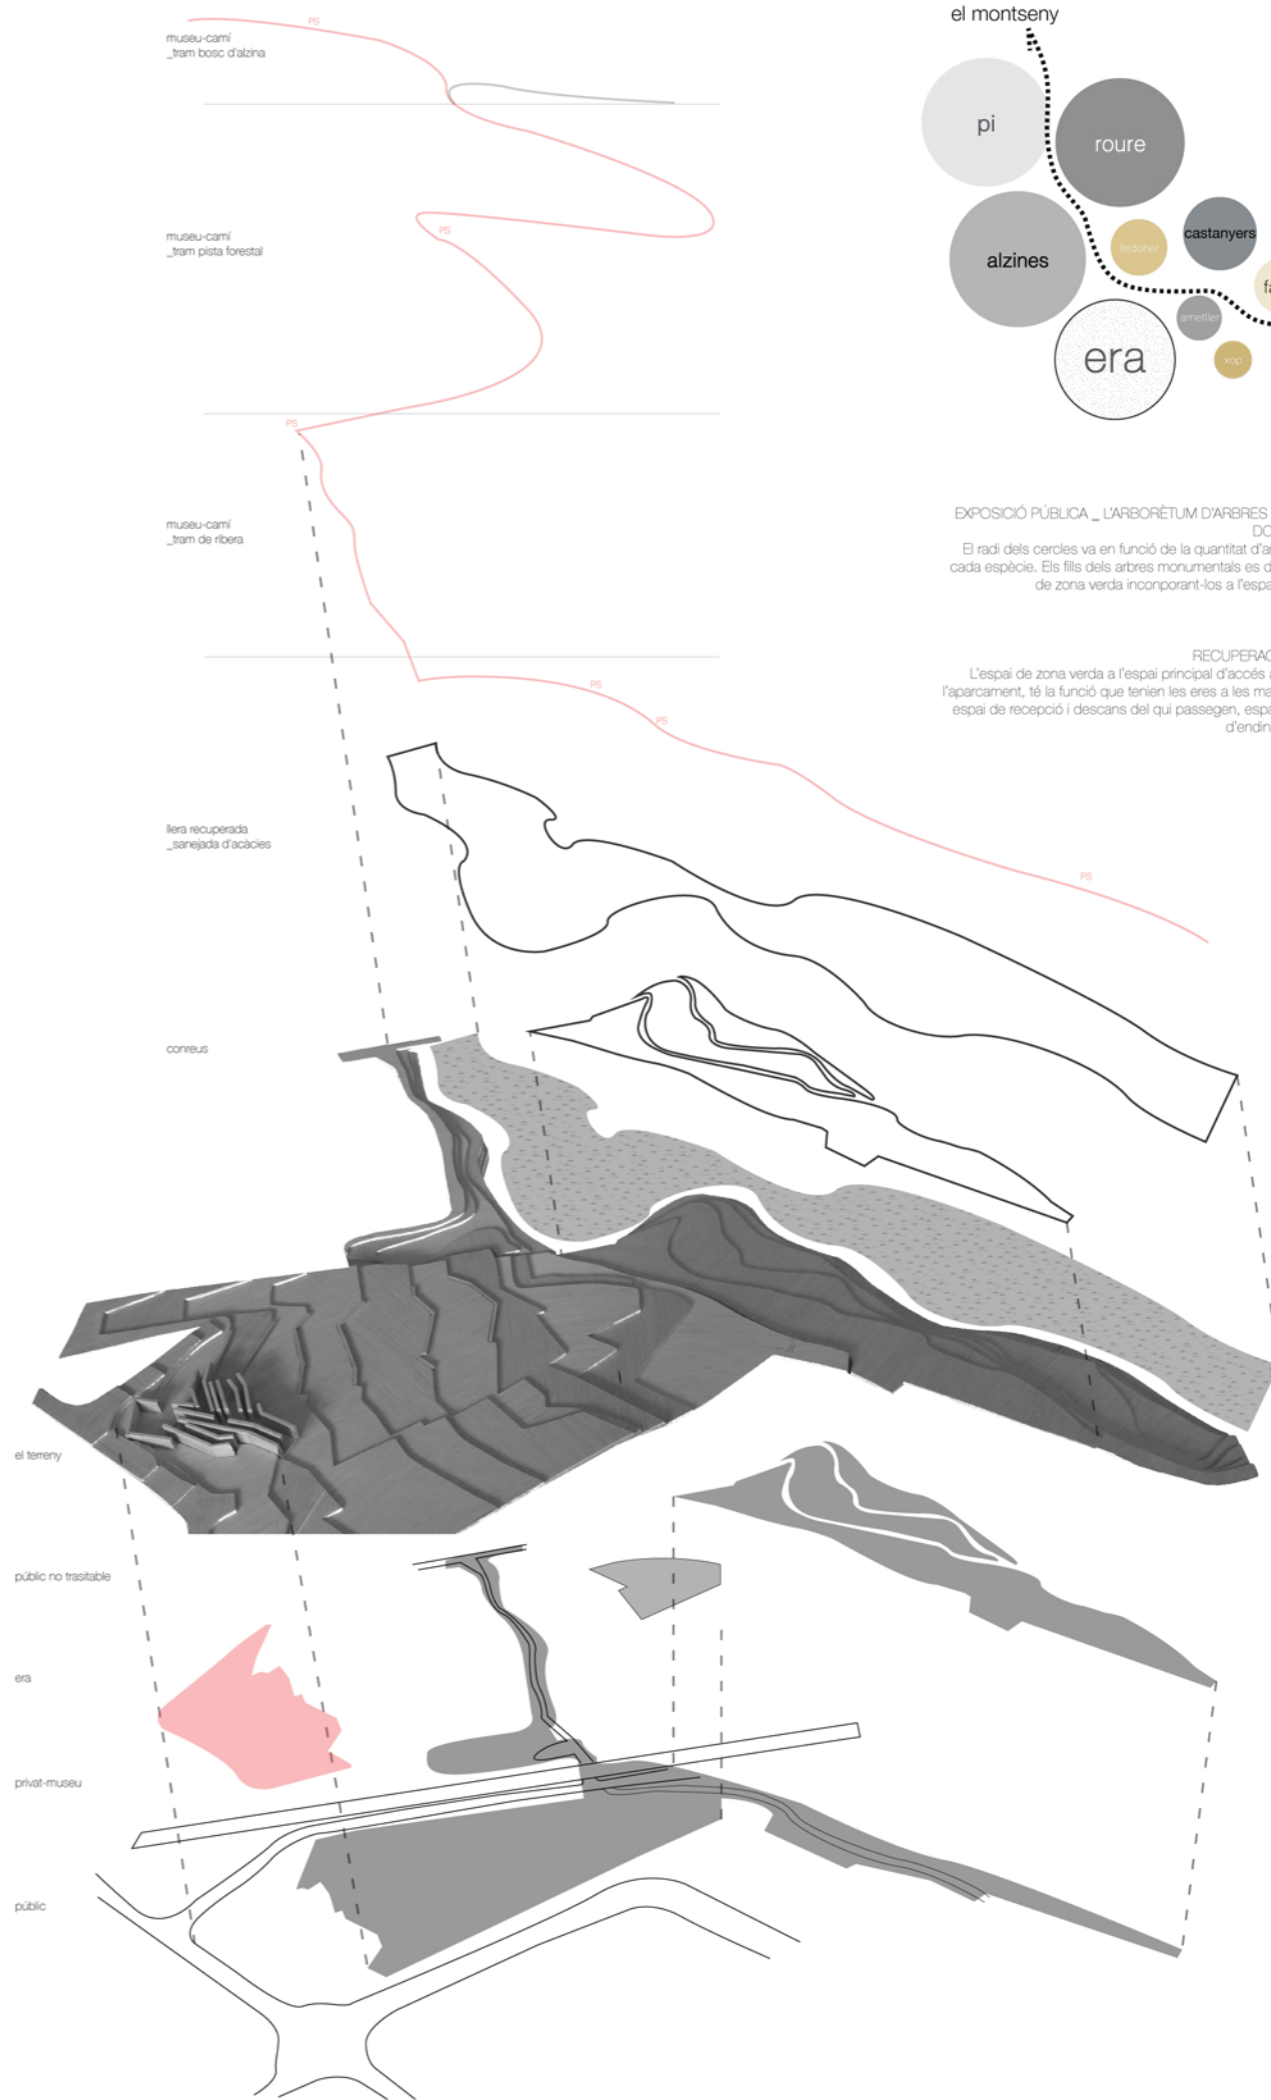 PS
museu-camí
_tram bosc d'alzina
el montseny
pi
roure
museu-camí
_tram pista forestal
PS
alzines
lledoner
castanyers
ametller
era
xop
PS
museu-camí
_tram de ribera
EXPOSICIÓ PÚBLICA _ L'ARBORÈTUM D'ARBRES
El radi dels cercles va en funció de la quantitat
cada espècie. Els fills dels arbres monumentals es
de zona verda inconporant-los a
RECUPERAC
L'espai de zona verda a l'espai principal d'accés
l'aparcament, té la funció que tenien les eres a les
espai de recepció i descans del qui passegen,
PS
PS
llera recuperada
_sanejada d'acàcies
PS
conreus
el terreny
públic no trasitable
era
privat-museu
públic